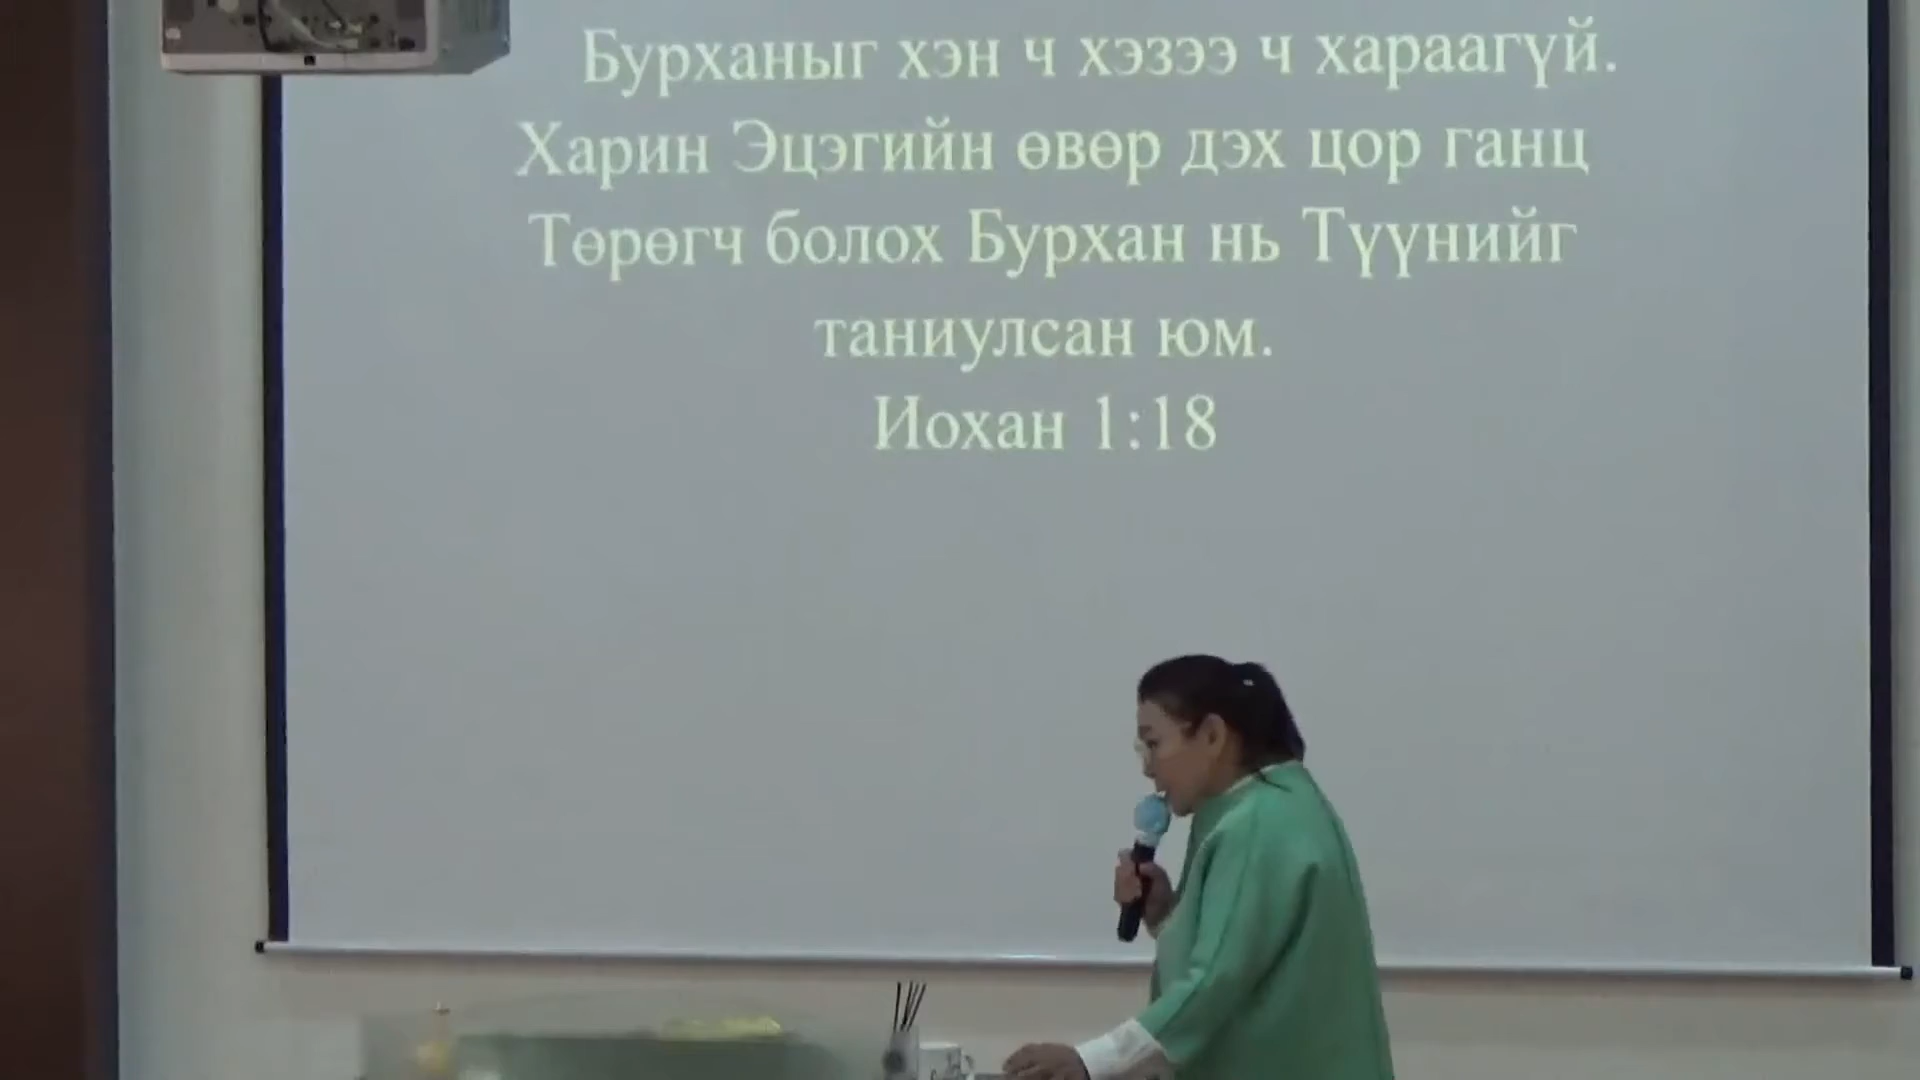 Бурханыг хэн ч хэзээ ч хараагүй.
Харин Эцэгийн өвөр дэх цор ганц
Төрөгч болох Бурхан нь Түүнийг
таниулсан юм.
Иохан 1:18